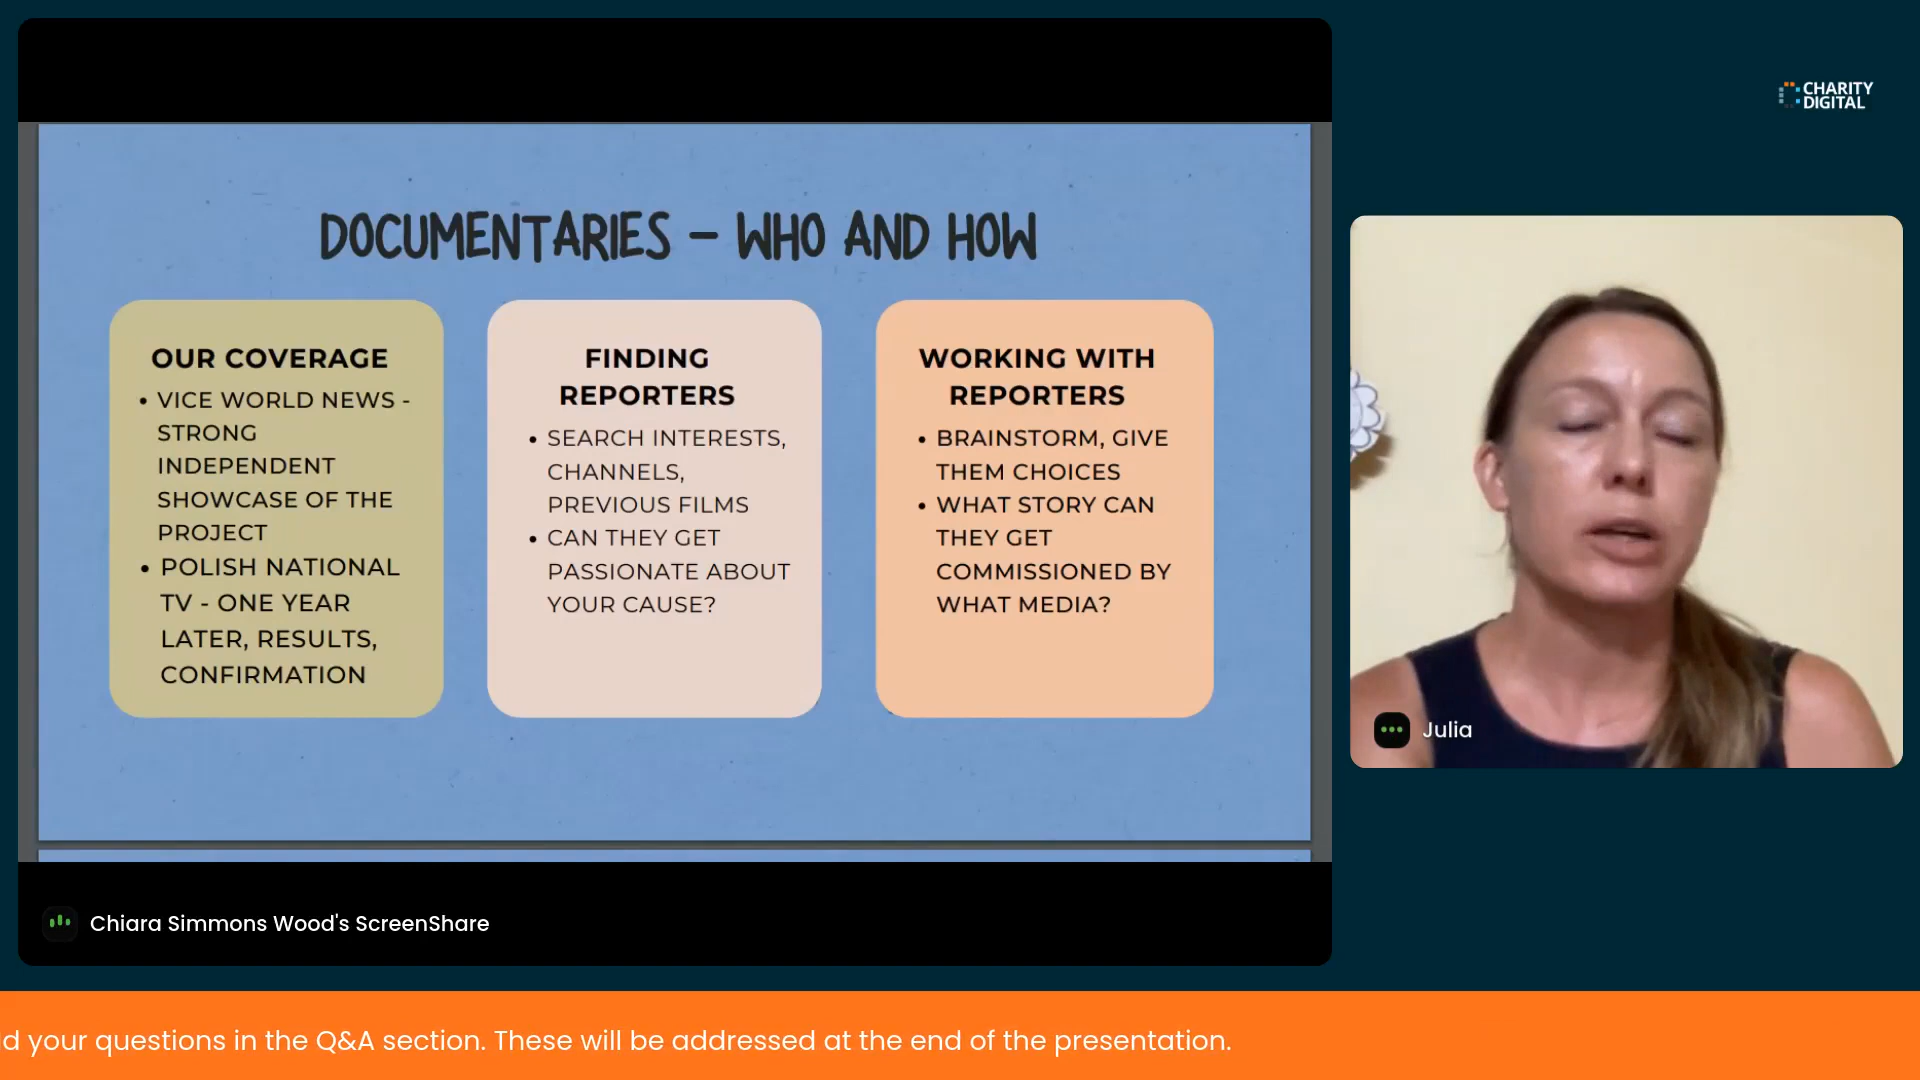 CHARITY
DIGITAL
DOCUMENTARIES – WHO AND HOW
OUR COVERAGE
• VICE WORLD NEWS -
STRONG
INDEPENDENT
SHOWCASE OF THE
PROJECT
• POLISH NATIONAL
TV - ONE YEAR
LATER, RESULTS,
CONFIRMATION
FINDING
REPORTERS
• SEARCH INTERESTS,
CHANNELS,
PREVIOUS FILMS
• CAN THEY GET
PASSIONATE ABOUT
YOUR CAUSE?
WORKING WITH
REPORTERS
• BRAINSTORM, GIVE
THEM CHOICES
• WHAT STORY CAN
THEY GET
COMMISSIONED BY
WHAT MEDIA?
Julia
Chiara Simmons Wood's ScreenShare
d your questions in the Q&A section. These will be addressed at the end of the presentation.